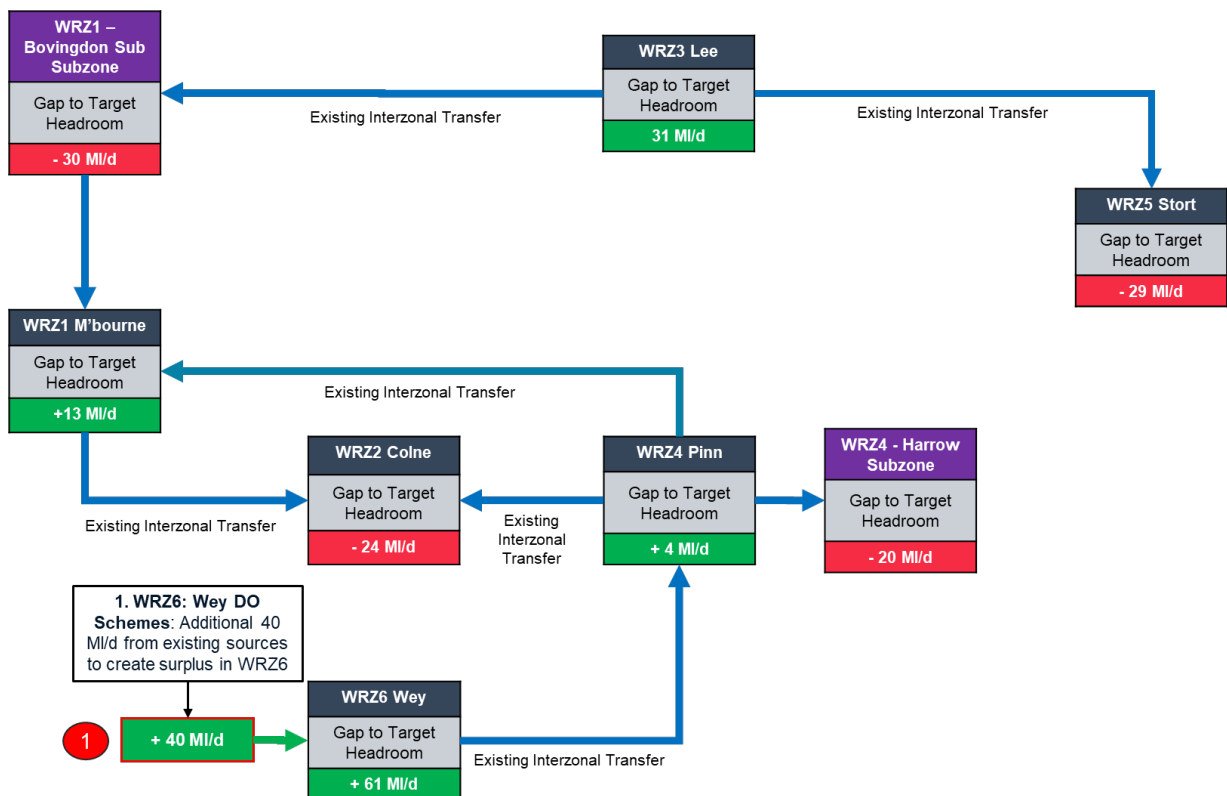 WRZ1 –
Bovingdon Sub
Subzone
Gap to Target
Headroom
- 30 Ml/d
WRZ3 Lee
Gap to Target
Headroom
31 Ml/d
Existing Interzonal Transfer
Existing Interzonal Transfer
WRZ5 Stort
Gap to Target
Headroom
- 29 Ml/d
WRZ1 M'bourne
Gap to Target
Headroom
+13 Ml/d
Existing Interzonal Transfer
WRZ2 Colne
Gap to Target
Headroom
- 24 Ml/d
WRZ4 Pinn
Gap to Target
Headroom
+ 4 Ml/d
WRZ4 - Harrow
Subzone
Gap to Target
Headroom
- 20 Ml/d
Existing Interzonal Transfer
Existing
Interzonal
Transfer
1. WRZ6: Wey DO
Schemes: Additional 40
Ml/d from existing sources
to create surplus in WRZ6
1
+ 40 Ml/d
WRZ6 Wey
Gap to Target
Headroom
+ 61 Ml/d
Existing Interzonal Transfer